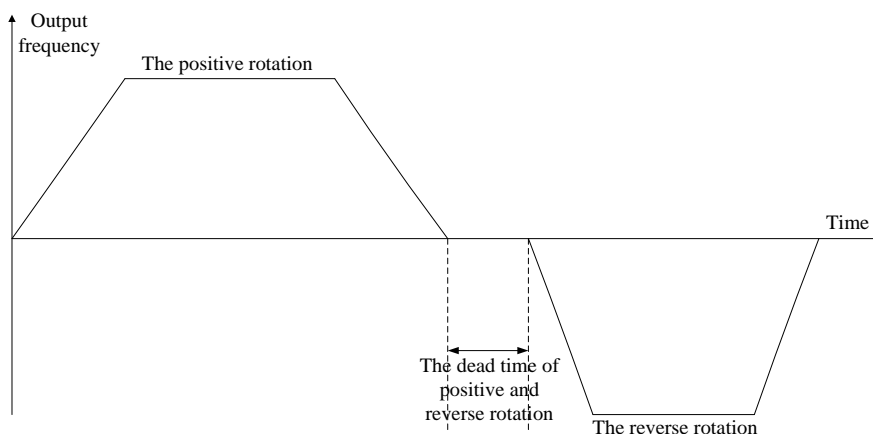 Output
frequency
The positive rotation
Time
The dead time of
positive and
reverse rotation
The reverse rotation